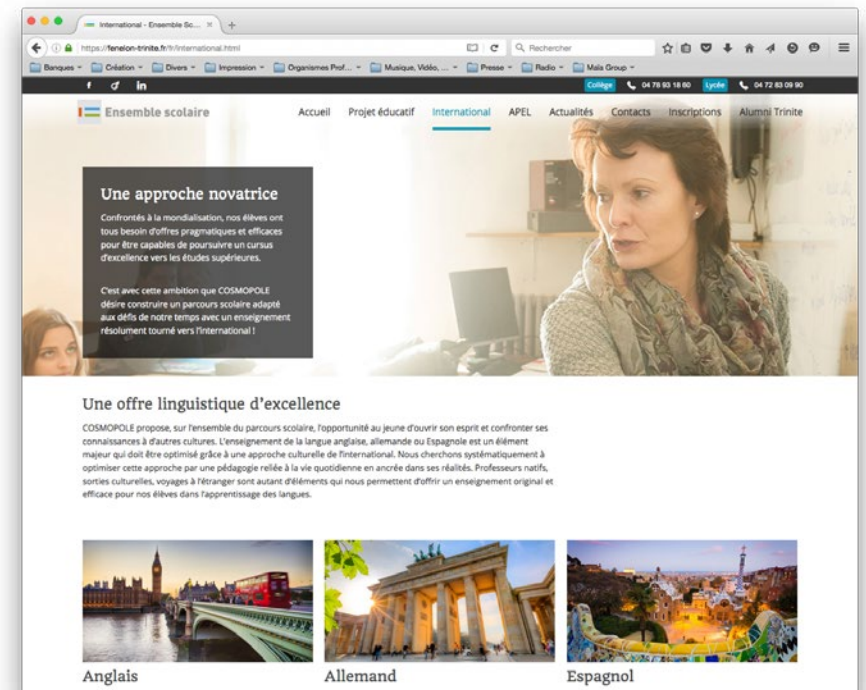 International - Ensemble Sc...
https://fenelon-trinite.fr/fr/international.html
Rechercher
Banques Création Divers Impression Organismes Prof... Musique, Vidéo, ... Presse Radio Maïa Group
Collège 04 78 93 18 60 Lycée 04 72 83 09 90
Ensemble scolaire
Accueil Projet éducatif International APEL Actualités Contacts Inscriptions Alumni Trinite
Une approche novatrice
Confrontés à la mondialisation, nos élèves ont
tous besoin d'offres pragmatiques et efficaces
pour être capables de poursuivre un cursus
d'excellence vers les études supérieures.
C'est avec cette ambition que COSMOPOLE
désire construire un parcours scolaire adapté
aux défis de notre temps avec un enseignement
résolument tourné vers l'international !
Une offre linguistique d'excellence
COSMOPOLE propose, sur l'ensemble du parcours scolaire, l'opportunité au jeune d'ouvrir son esprit et confronter ses
connaissances à d'autres cultures. L'enseignement de la langue anglaise, allemande ou Espagnole est un élément
majeur qui doit être optimisé grâce à une approche culturelle de l'international. Nous cherchons systématiquement à
optimiser cette approche par une pédagogie reliée à la vie quotidienne en ancrée dans ses réalités. Professeurs natifs,
sorties culturelles, voyages à l'étranger sont autant d'éléments qui nous permettent d'offrir un enseignement original et
efficace pour nos élèves dans l'apprentissage des langues.
Anglais
Allemand
Espagnol